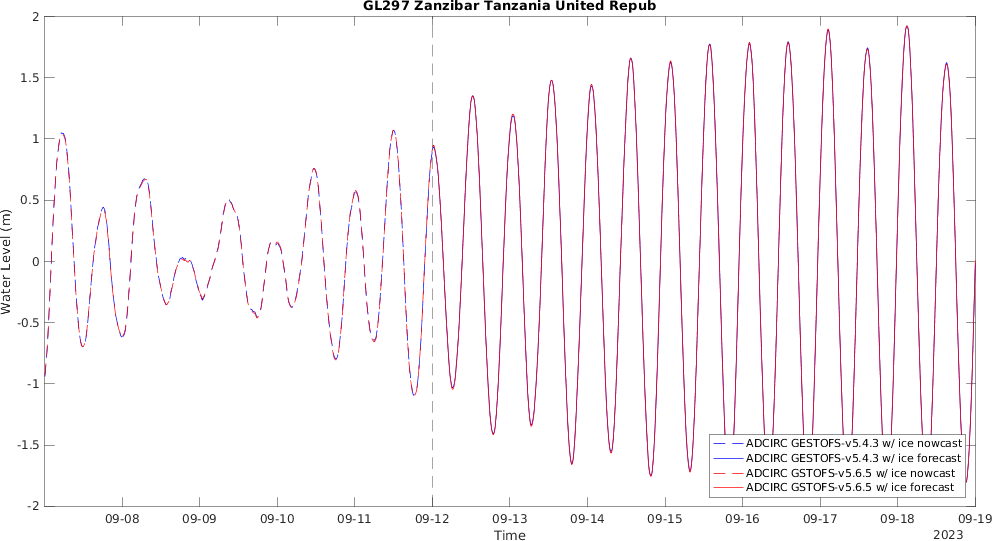 GL297 Zanzibar Tanzania United Repub
2
1.5
1
0.5
0
-0.5
-1
-1.5
-2
Water Level (m)
ADCIRC GESTOFS-v5.4.3 w/ ice nowcast
ADCIRC GESTOFS-v5.4.3 w/ ice forecast
ADCIRC GSTOFS-v5.6.5 w/ ice nowcast
ADCIRC GSTOFS-v5.6.5 w/ ice forecast
09-08 09-09 09-10 09-11 09-12 09-13 09-14 09-15 09-16 09-17 09-18 09-19
Time
2023